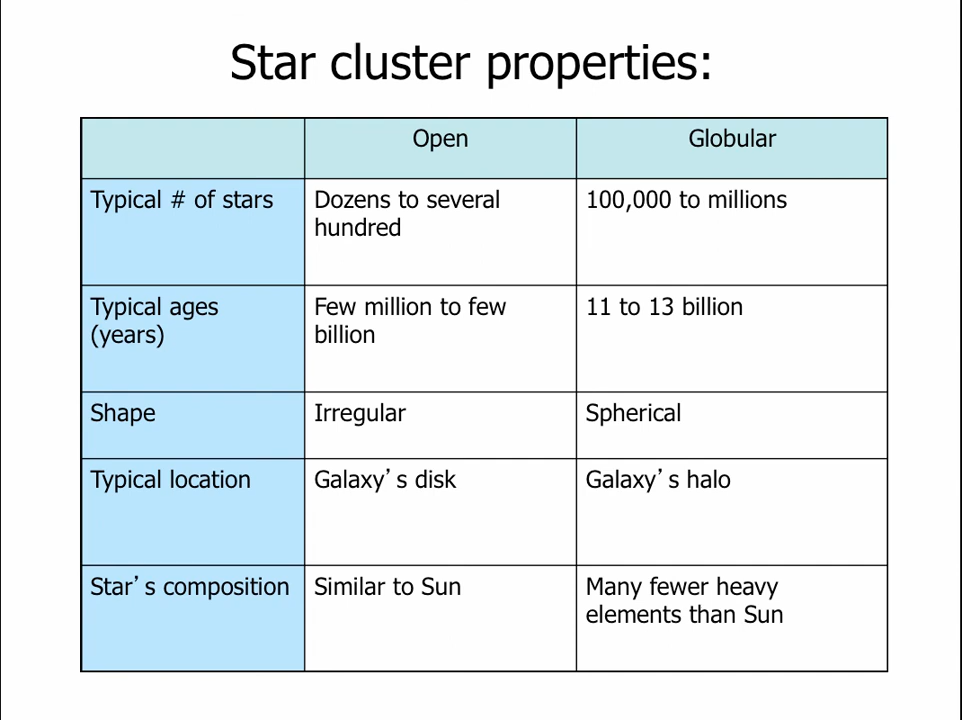 Star cluster properties:
Open
Globular
Typical # of stars
Dozens to several
hundred
100,000 to millions
Typical ages
(years)
Few million to few
billion
11 to 13 billion
Shape
Irregular
Spherical
Typical location
Galaxy’s disk
Galaxy’s halo
Star’s composition
Similar to Sun
Many fewer heavy
elements than Sun